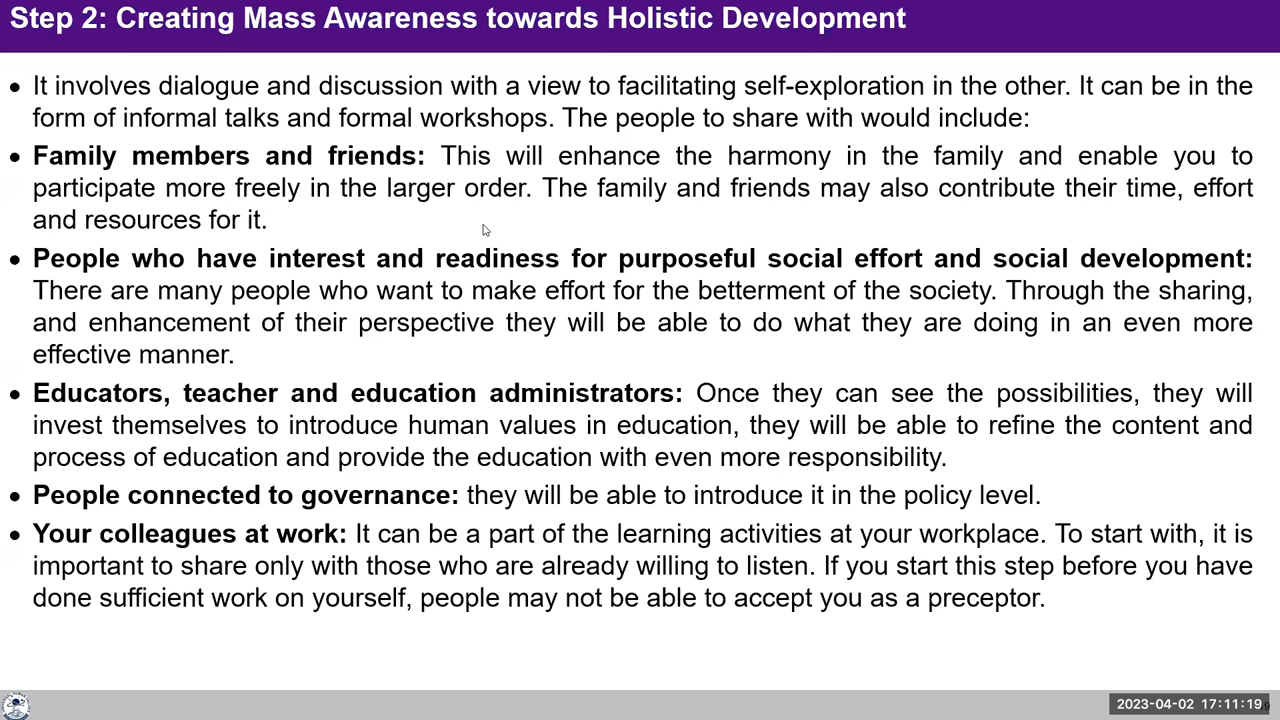 Step 2: Creating Mass Awareness towards Holistic Development
• It involves dialogue and discussion with a view to facilitating self-exploration in the other. It can be in the
form of informal talks and formal workshops. The people to share with would include:
• Family members and friends: This will enhance the harmony in the family and enable you to
participate more freely in the larger order. The family and friends may also contribute their time, effort
and resources for it.
• People who have interest and readiness for purposeful social effort and social development:
There are many people who want to make effort for the betterment of the society. Through the sharing,
and enhancement of their perspective they will be able to do what they are doing in an even more
effective manner.
• Educators, teacher and education administrators: Once they can see the possibilities, they will
invest themselves to introduce human values in education, they will be able to refine the content and
process of education and provide the education with even more responsibility.
• People connected to governance: they will be able to introduce it in the policy level.
• Your colleagues at work: It can be a part of the learning activities at your workplace. To start with, it is
important to share only with those who are already willing to listen. If you start this step before you have
done sufficient work on yourself, people may not be able to accept you as a preceptor.
2023-04-02 17:11:19